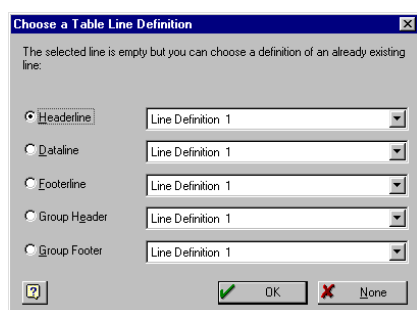 Choose a Table Line Definition
The selected line is empty but you can choose a definition of an already existing
line:
Headerline Line Definition 1
Dataline Line Definition 1
Footerline Line Definition 1
Group Header Line Definition 1
Group Footer Line Definition 1
OK None